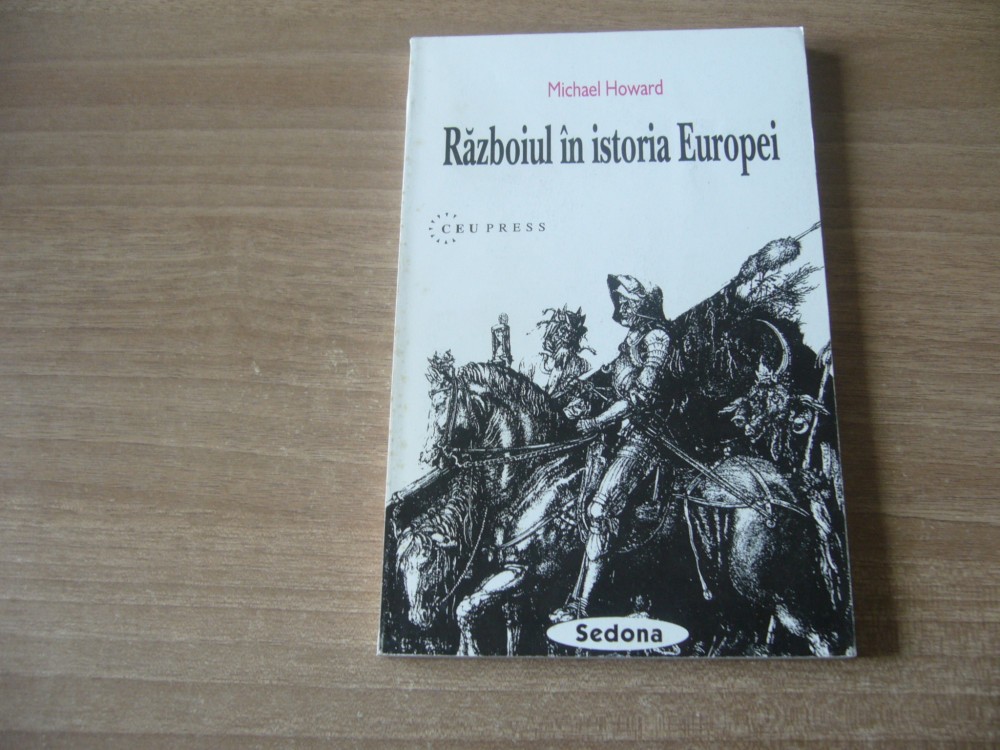 Michael Howard
Războiul în istoria Europei
CEU PRESS
Sedona